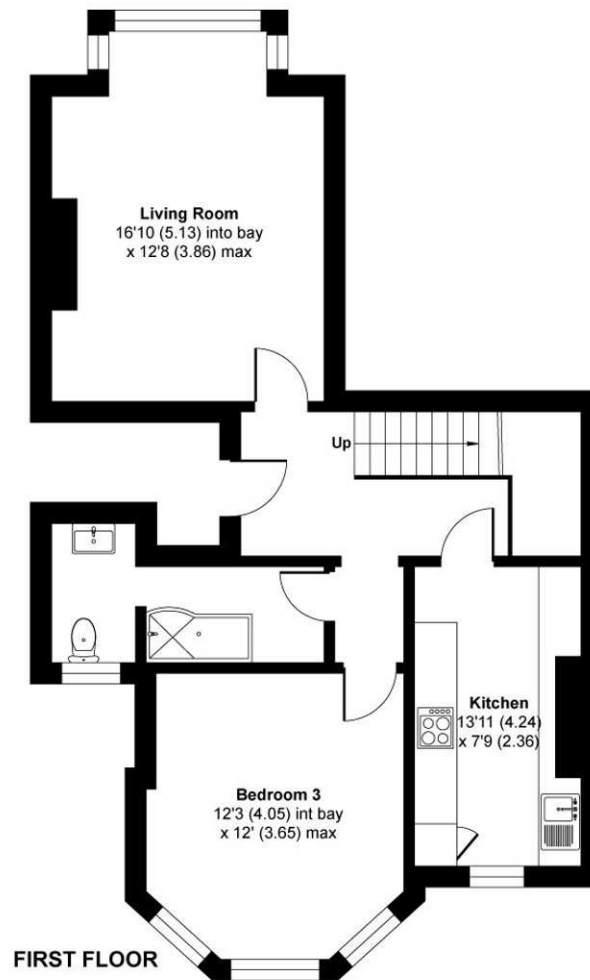 Living Room
16'10 (5.13) into bay
x 12'8 (3.86) max
Up
Kitchen
13'11 (4.24)
x 7'9 (2.36)
Bedroom 3
12'3 (4.05) int bay
x 12' (3.65) max
FIRST FLOOR